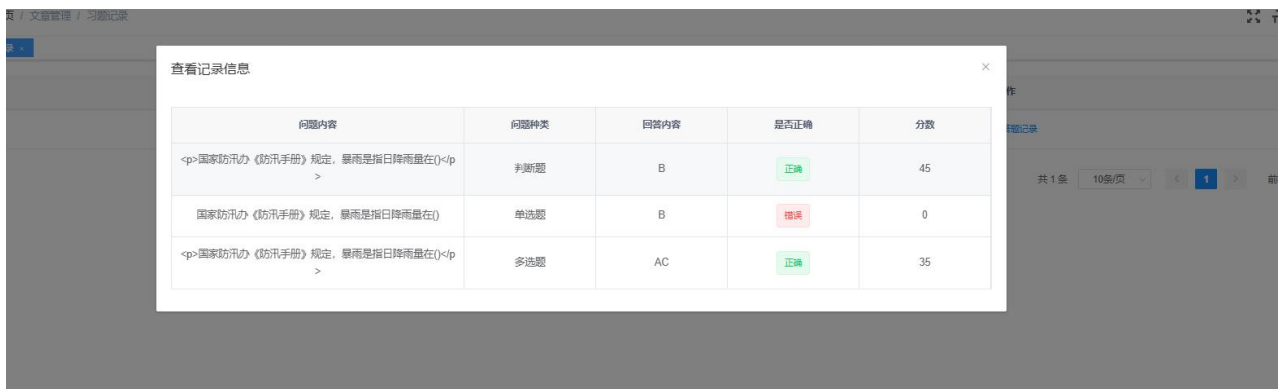 页 / 文章管理 / 习题记录
录 ×
查看记录信息 ×
作
问题内容 问题种类 回答内容 是否正确 分数
答题记录
<p>国家防汛办《防汛手册》规定，暴雨是指日降雨量在()</p
>
判断题 B 正确 45
共 1 条 10条/页 < 1 > 前
国家防汛办《防汛手册》规定，暴雨是指日降雨量在() 单选题 B 错误 0
<p>国家防汛办《防汛手册》规定，暴雨是指日降雨量在()</p
>
多选题 AC 正确 35